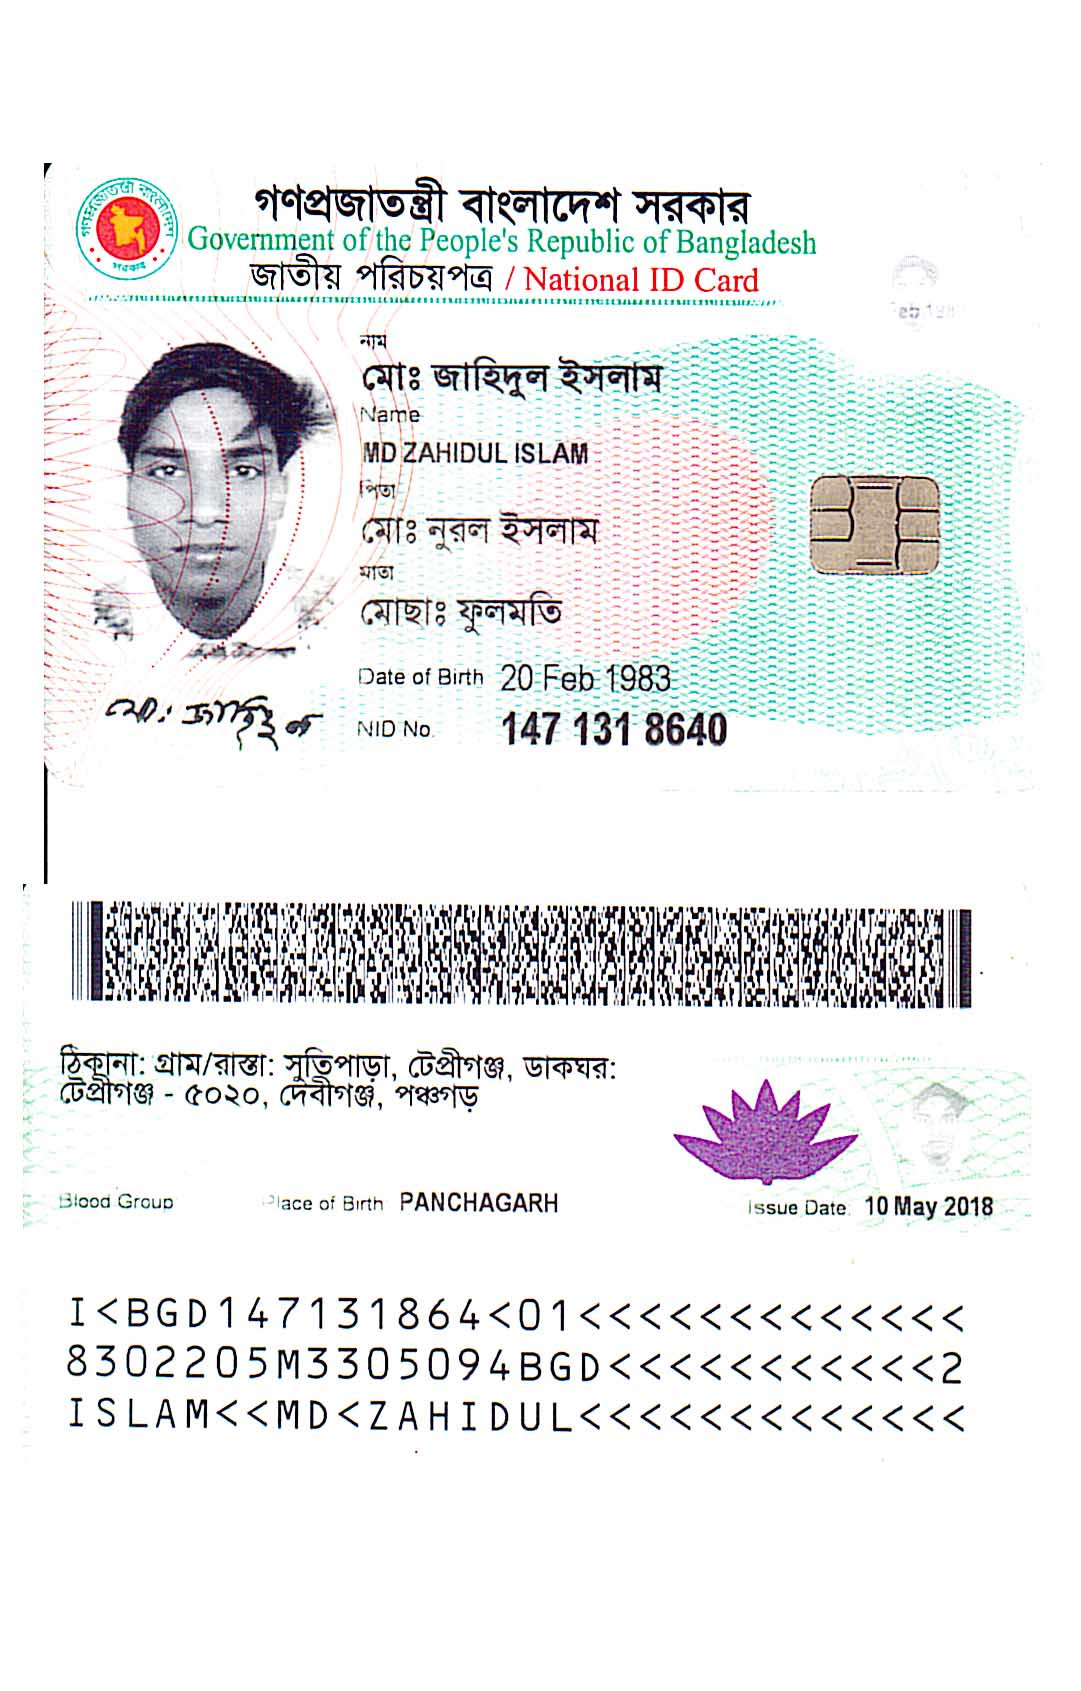 গণপ্রজাতন্ত্রী বাংলাদেশ সরকার
Government of the People's Republic of Bangladesh
জাতীয় পরিচয়পত্র / National ID Card
নাম
মোঃ জাহিদুল ইসলাম
Name
MD ZAHIDUL ISLAM
পিতা
মোঃ নুরল ইসলাম
মাতা
মোছাঃ ফুলমতি
Date of Birth 20 Feb 1983
NID No. 147 131 8640
ঠিকানা: গ্রাম/রাস্তা: সুতিপাড়া, টেপ্রীগঞ্জ, ডাকঘর:
টেপ্রীগঞ্জ - ৫০২০, দেবীগঞ্জ, পঞ্চগড়
Blood Group Place of Birth PANCHAGARH Issue Date: 10 May 2018
I<BGD147131864<01<<<<<<<<<<<<<
8302205M3305094BGD<<<<<<<<<<<2
ISLAM<<MD<ZAHIDUL<<<<<<<<<<<<<